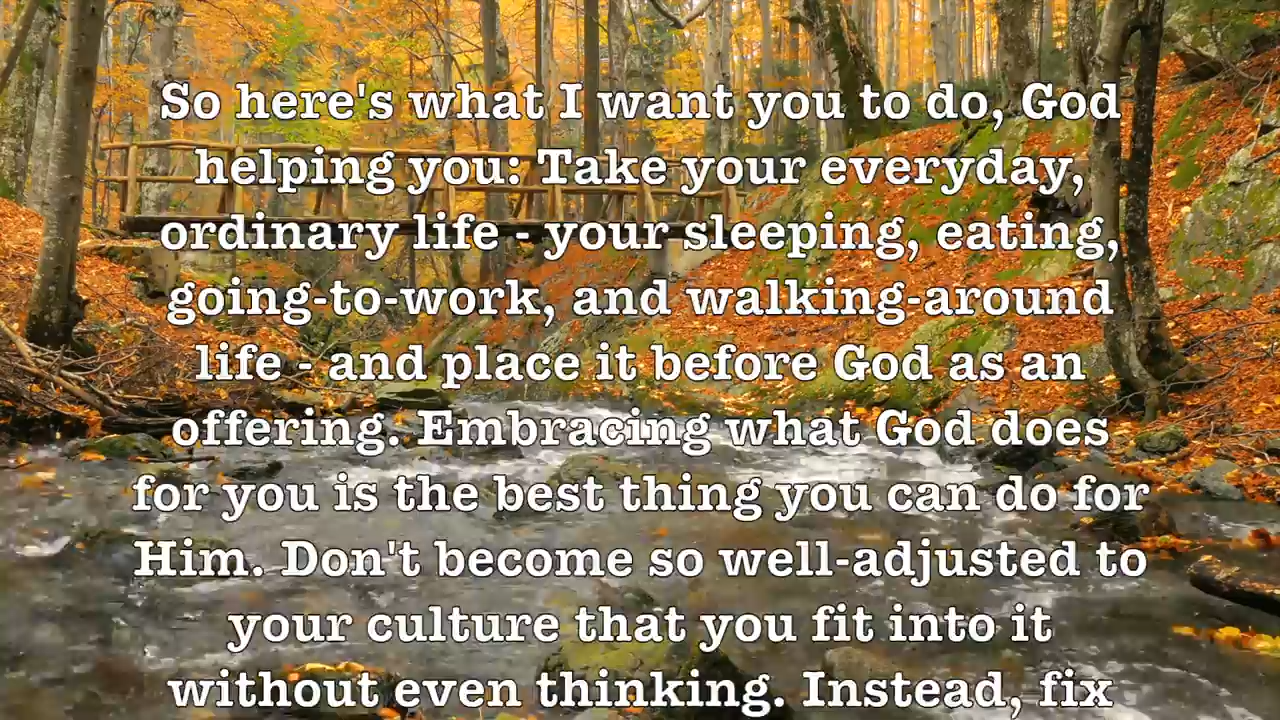 So here's what I want you to do, God
helping you: Take your everyday,
ordinary life - your sleeping, eating,
going-to-work, and walking-around
life - and place it before God as an
offering. Embracing what God does
for you is the best thing you can do for
Him. Don't become so well-adjusted to
your culture that you fit into it
without even thinking. Instead, fix